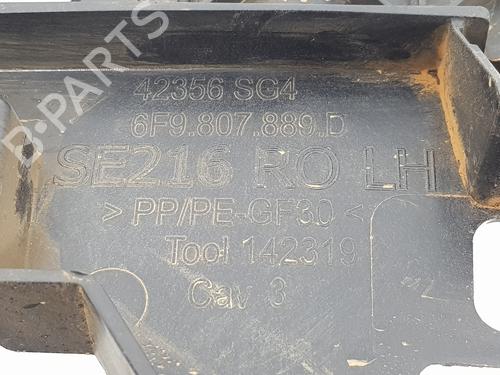 42356 SG4
6F9.807.889.D
SE216 RO LH
> PP/PE-GF30 <
Tool 142319
Cav 3
B-PARTS